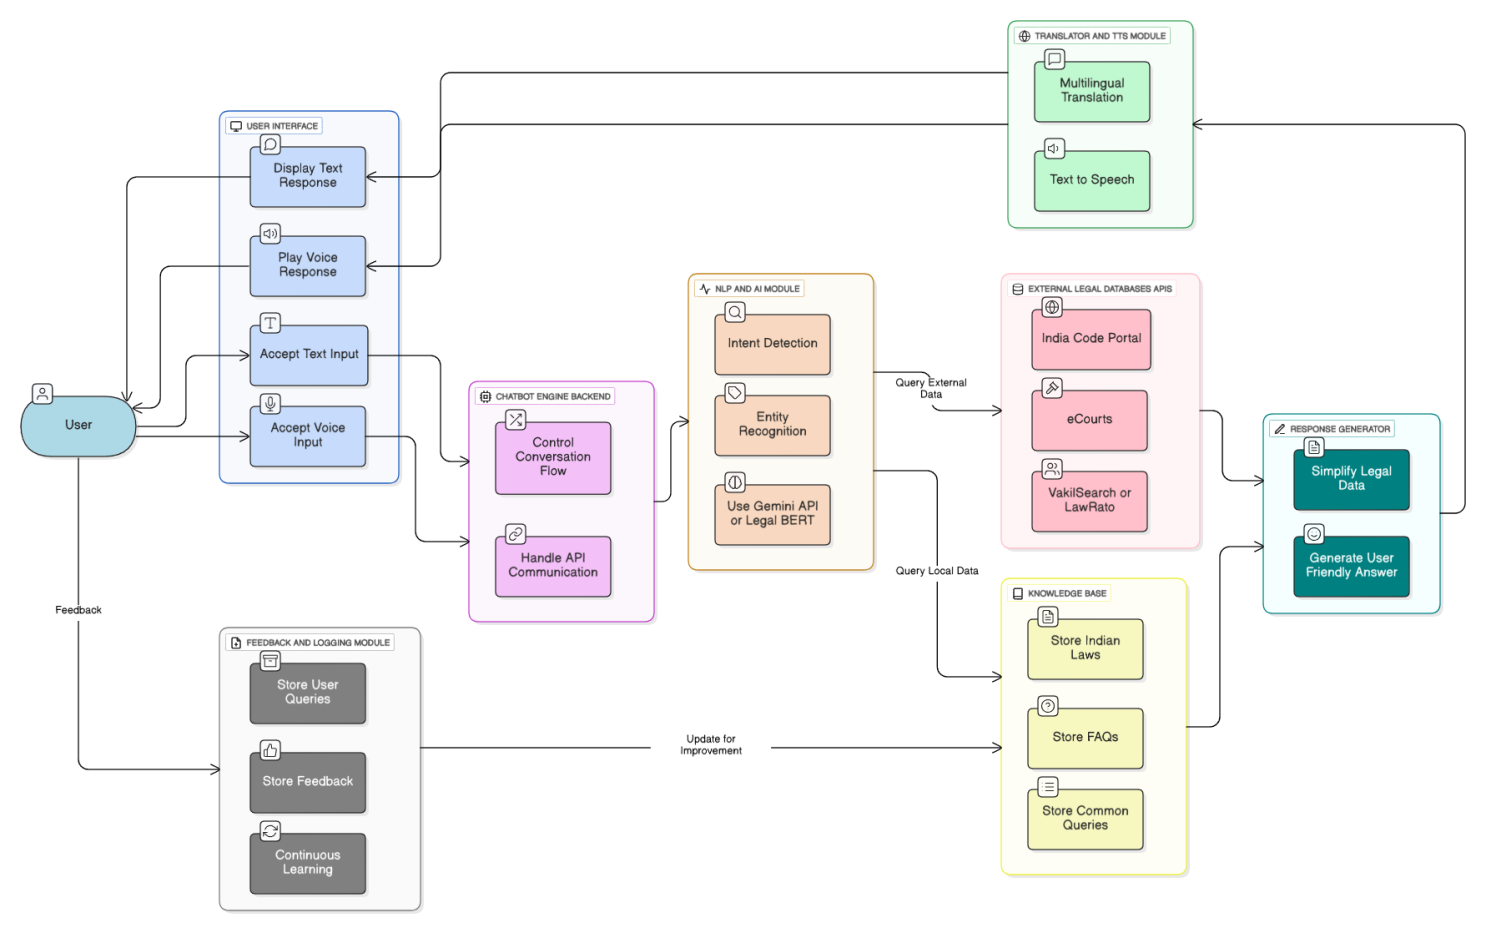 TRANSLATOR AND TTS MODULE
Multilingual
Translation
Text to Speech
USER INTERFACE
Display Text
Response
Play Voice
Response
Accept Text Input
Accept Voice
Input
User
Feedback
CHATBOT ENGINE BACKEND
Control
Conversation
Flow
Handle API
Communication
NLP AND AI MODULE
Intent Detection
Entity
Recognition
Use Gemini API
or Legal BERT
Query External
Data
Query Local Data
EXTERNAL LEGAL DATABASES APIS
India Code Portal
eCourts
VakilSearch or
LawRato
RESPONSE GENERATOR
Simplify Legal
Data
Generate User
Friendly Answer
KNOWLEDGE BASE
Store Indian
Laws
Store FAQs
Store Common
Queries
FEEDBACK AND LOGGING MODULE
Store User
Queries
Store Feedback
Continuous
Learning
Update for
Improvement